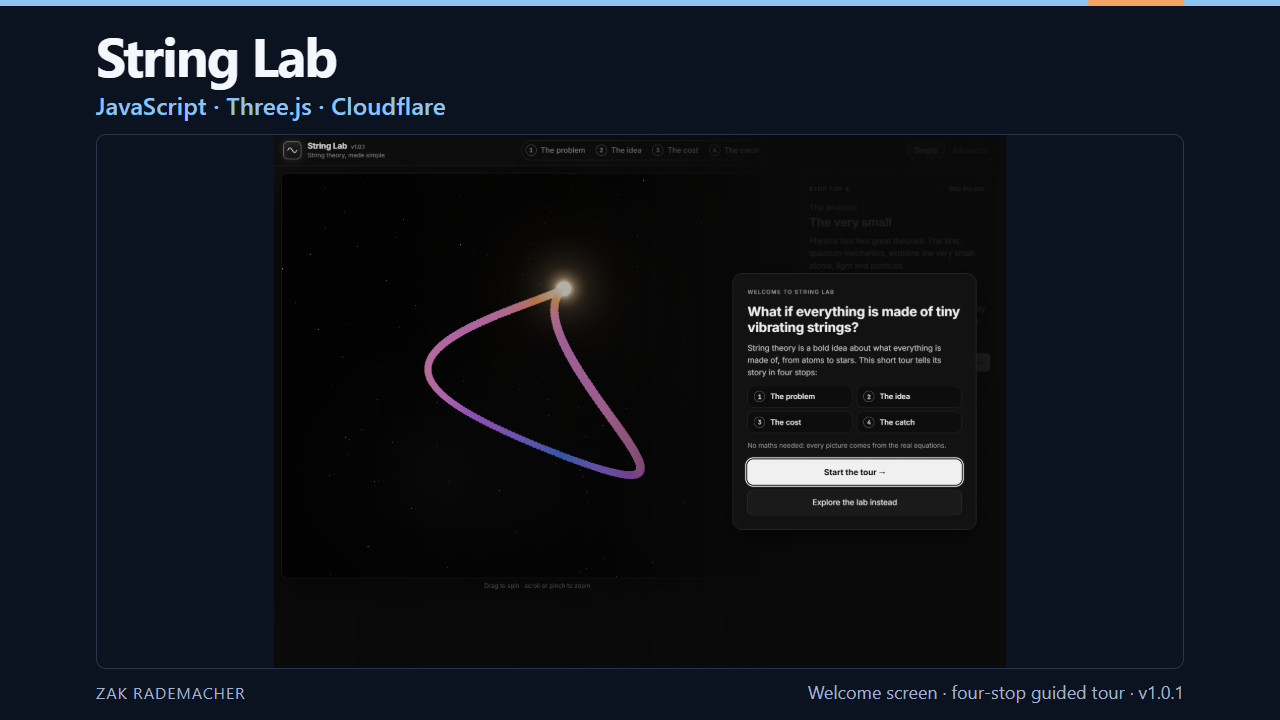 String Lab
JavaScript · Three.js · Cloudflare
String Lab v1.0.1
String theory, made simple
1 The problem 2 The idea 3 The cost 4 The catch
Simple Advanced
STOP 1 OF 4
The problem
The very small
Physics has two great theories. The first,
quantum mechanics, explains the very small:
atoms, light and particles.
WELCOME TO STRING LAB
What if everything is made of tiny
vibrating strings?
String theory is a bold idea about what everything is
made of, from atoms to stars. This short tour tells its
story in four stops:
1 The problem 2 The idea
3 The cost 4 The catch
No maths needed: every picture comes from the real equations.
Start the tour →
Explore the lab instead
Drag to spin · scroll or pinch to zoom
ZAK RADEMACHER
Welcome screen · four-stop guided tour · v1.0.1